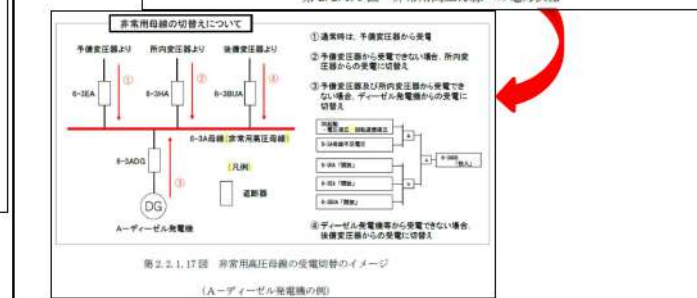 非常用母線の切替えについて
予備変圧器より
所内変圧器より
後備変圧器より
①
②
④
6-3EA
6-3HA
6-3BUA
6-3A母線(非常用高圧母線)
6-3ADG
③
DG
A-ディーゼル発電機
(凡例)
遮断器
①通常時は, 予備変圧器から受電
②予備変圧器から受電できない場合, 所内変
圧器からの受電に切替え
③予備変圧器及び所内変圧器から受電でき
ない場合, ディーゼル発電機からの受電に
切替え
6-3A母線不足電圧
6-3HA「開放」
6-3EA「開放」
6-3BUA「開放」
④ディーゼル発電機等から受電できない場合,
後備変圧器からの受電に切替え
第2.2.1.17図 非常用高圧母線の受電切替のイメージ
(A-ディーゼル発電機の例)